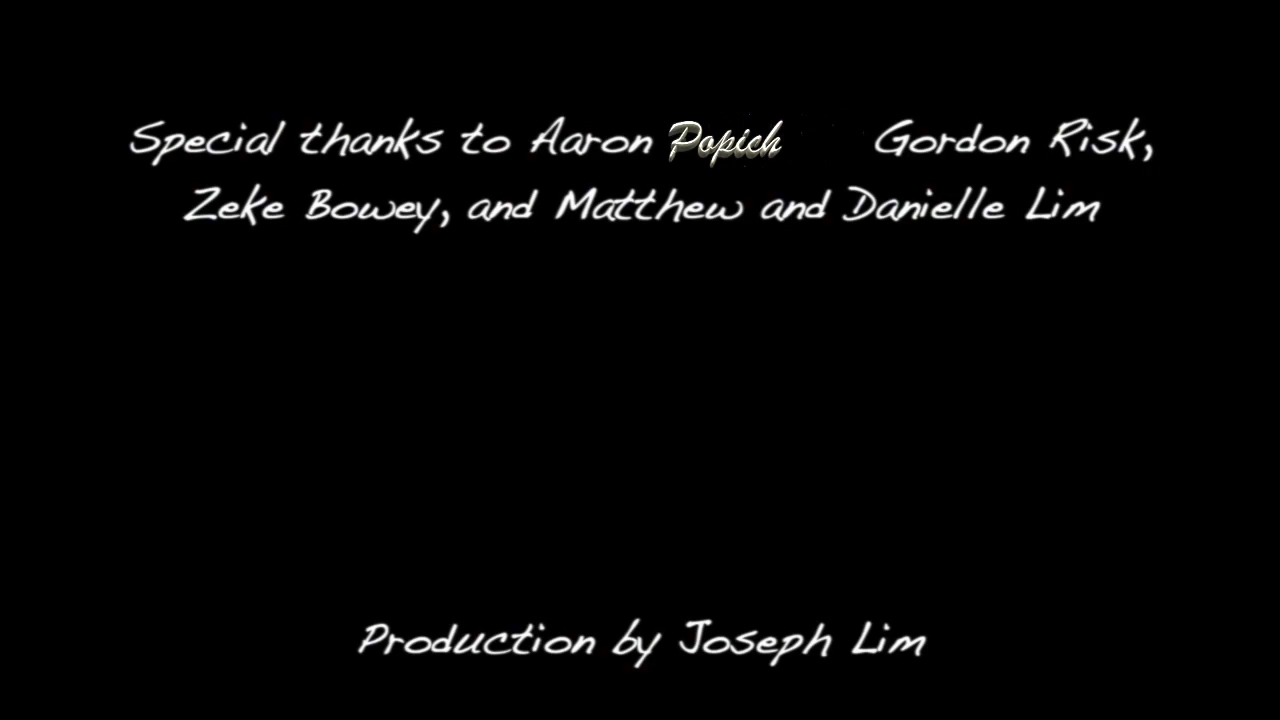 Special thanks to Aaron Popich Gordon Risk,
Zeke Bowey, and Matthew and Danielle Lim
Production by Joseph Lim